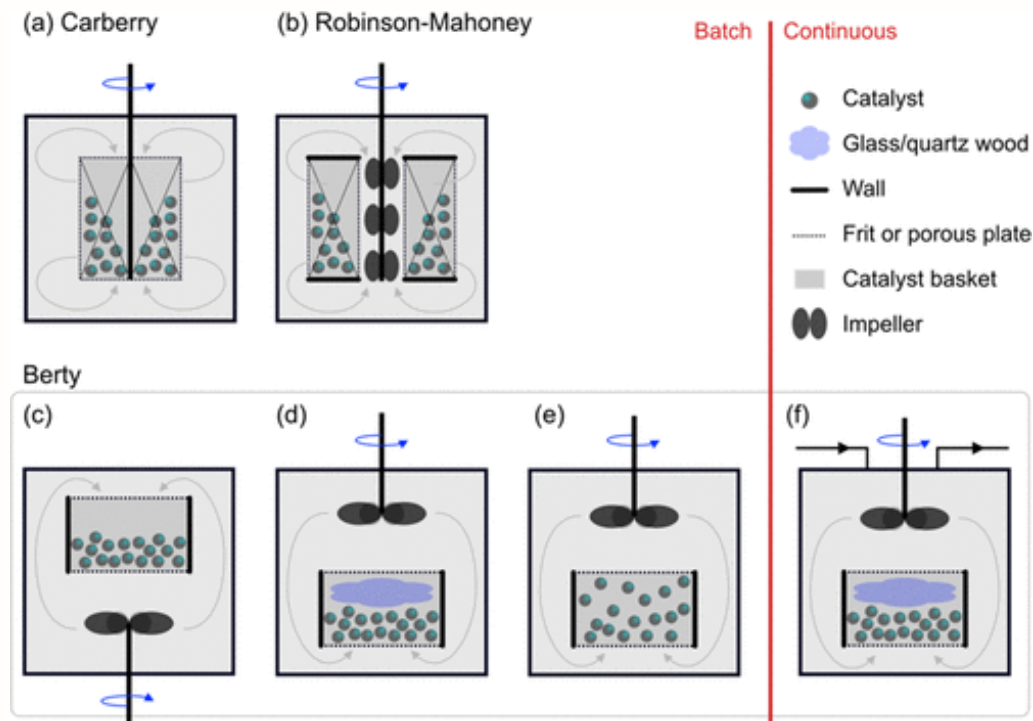 (a) Carberry
(b) Robinson-Mahoney
Batch
Continuous
Catalyst
Glass/quartz wood
Wall
Frit or porous plate
Catalyst basket
Impeller
Berty
(c)
(d)
(e)
(f)